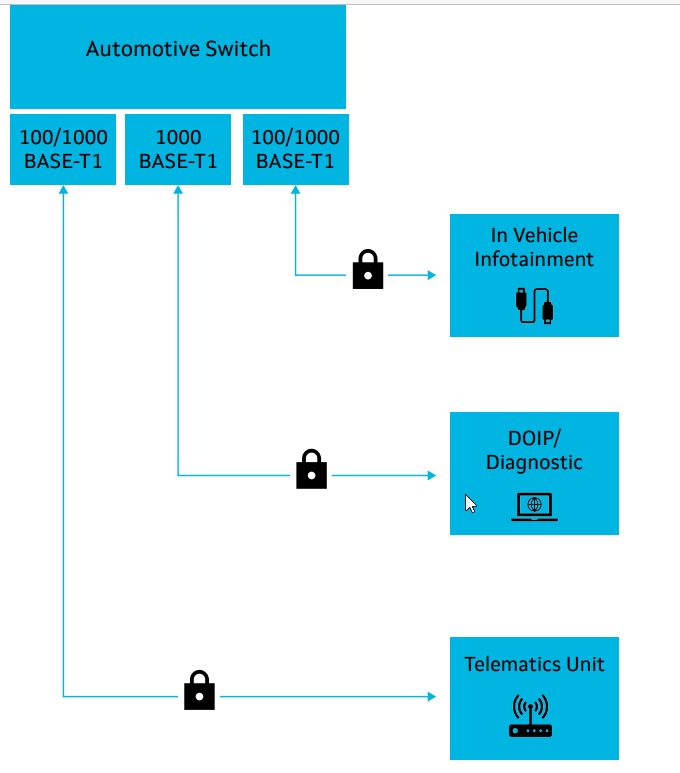 Automotive Switch
100/1000
BASE-T1
1000
BASE-T1
100/1000
BASE-T1
In Vehicle
Infotainment
DOIP/
Diagnostic
Telematics Unit